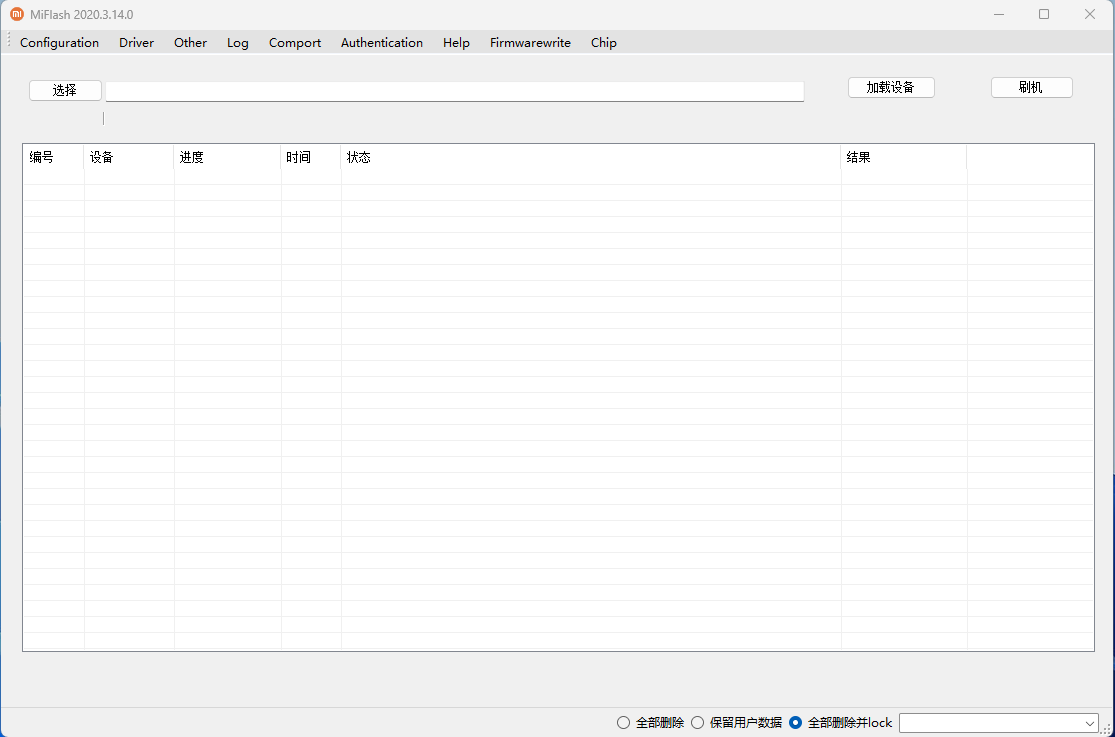 MiFlash 2020.3.14.0
Configuration Driver Other Log Comport Authentication Help Firmwarewrite Chip
选择 加载设备 刷机
编号 设备 进度 时间 状态 结果
全部删除 保留用户数据 全部删除并lock